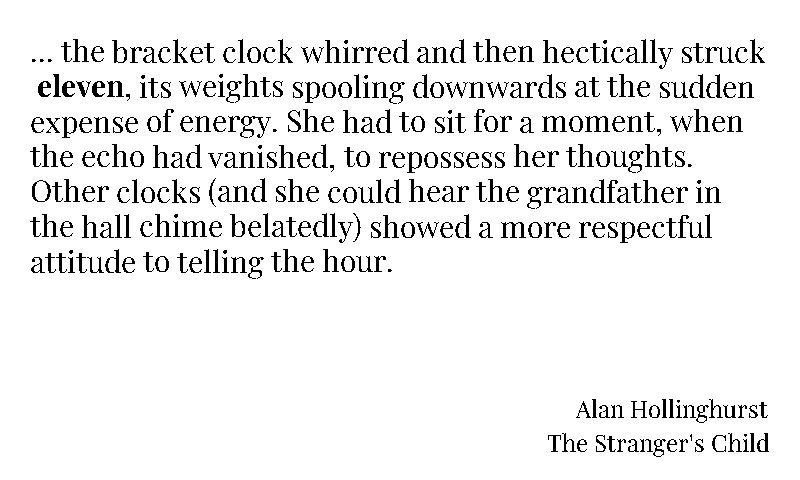 ... the bracket clock whirred and then hectically struck
eleven, its weights spooling downwards at the sudden
expense of energy. She had to sit for a moment, when
the echo had vanished, to repossess her thoughts.
Other clocks (and she could hear the grandfather in
the hall chime belatedly) showed a more respectful
attitude to telling the hour.
Alan Hollinghurst
The Stranger's Child